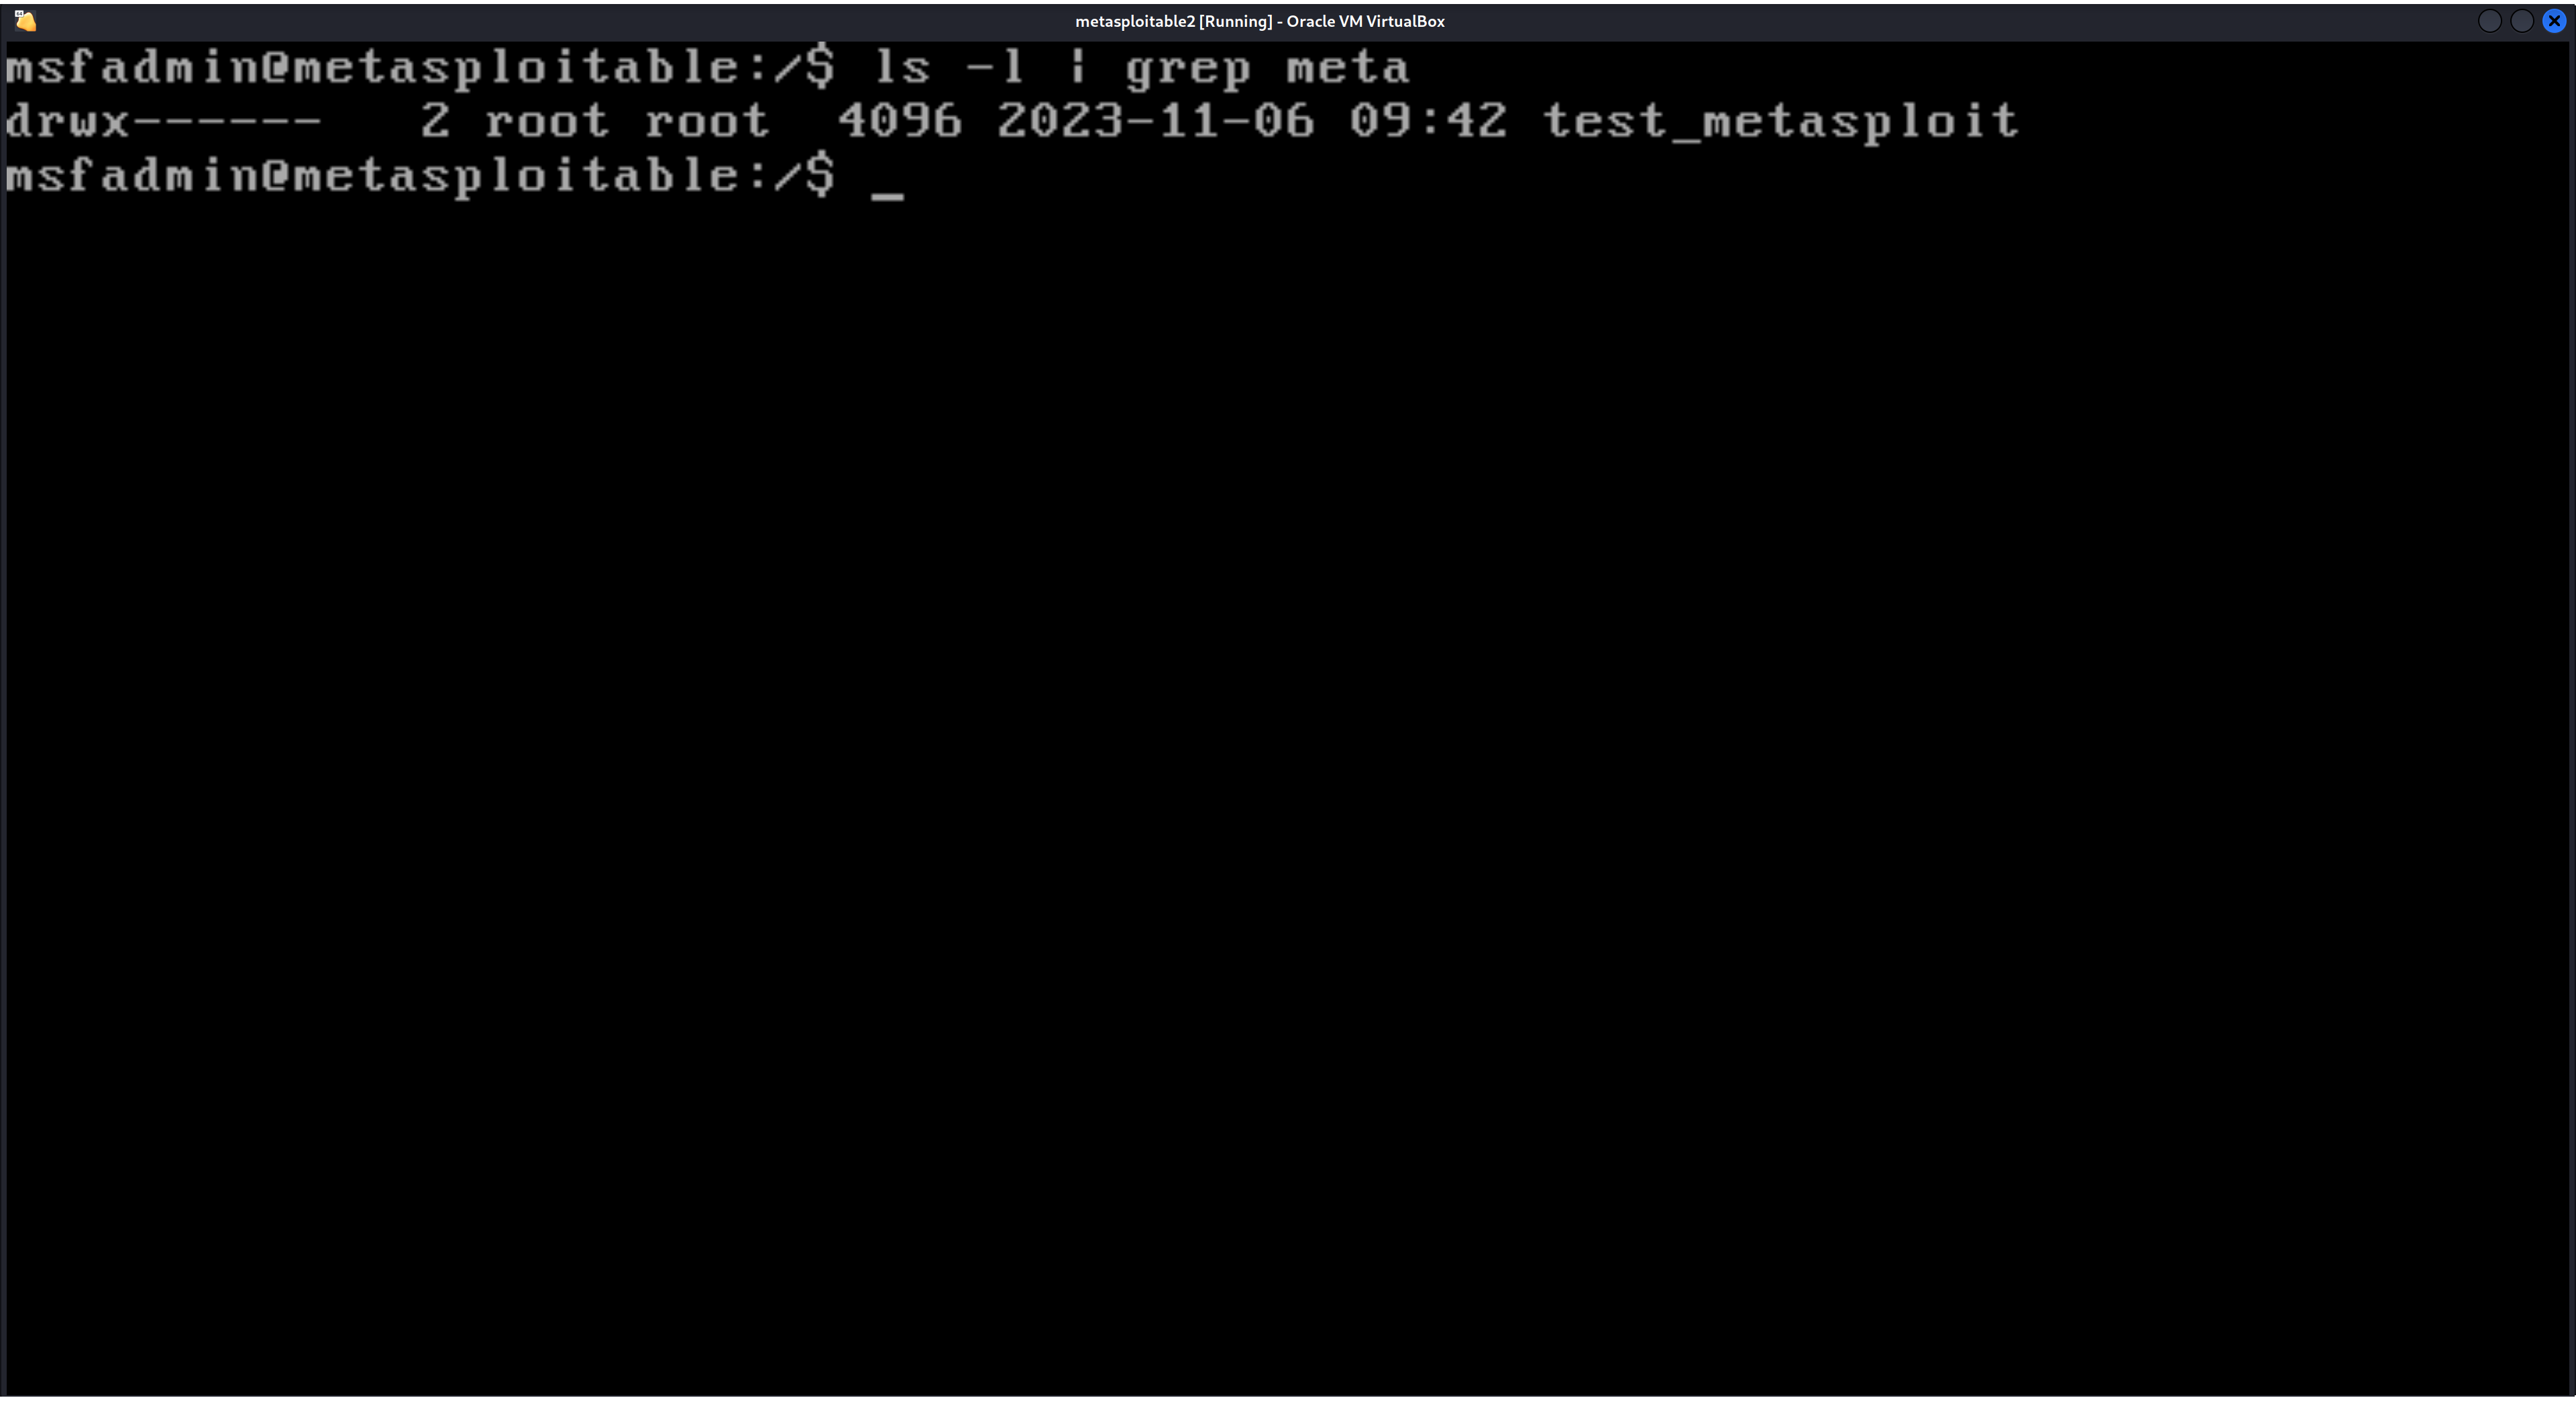 metasploitable2 [Running] - Oracle VM VirtualBox
msfadmin@metasploitable:/$ ls -l | grep meta
drwx------   2 root root  4096 2023-11-06 09:42 test_metasploit
msfadmin@metasploitable:/$ _